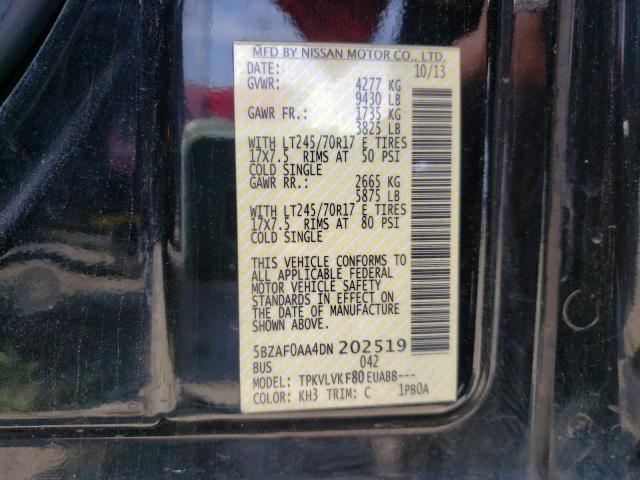 MFD BY NISSAN MOTOR CO., LTD.
DATE: 10/13
GVWR: 4277 KG
9430 LB
GAWR FR.: 1735 KG
3825 LB
WITH LT245/70R17 E TIRES
17X7.5 RIMS AT 50 PSI
COLD SINGLE
GAWR RR.: 2665 KG
5875 LB
WITH LT245/70R17 E TIRES
17X7.5 RIMS AT 80 PSI
COLD SINGLE
THIS VEHICLE CONFORMS TO
ALL APPLICABLE FEDERAL
MOTOR VEHICLE SAFETY
STANDARDS IN EFFECT ON
THE DATE OF MANUFACTURE
SHOWN ABOVE.
5BZAF0AA4DN 202519
BUS 042
MODEL: TPKVLVKF80EUABB---
COLOR: KH3 TRIM: C 1P80A